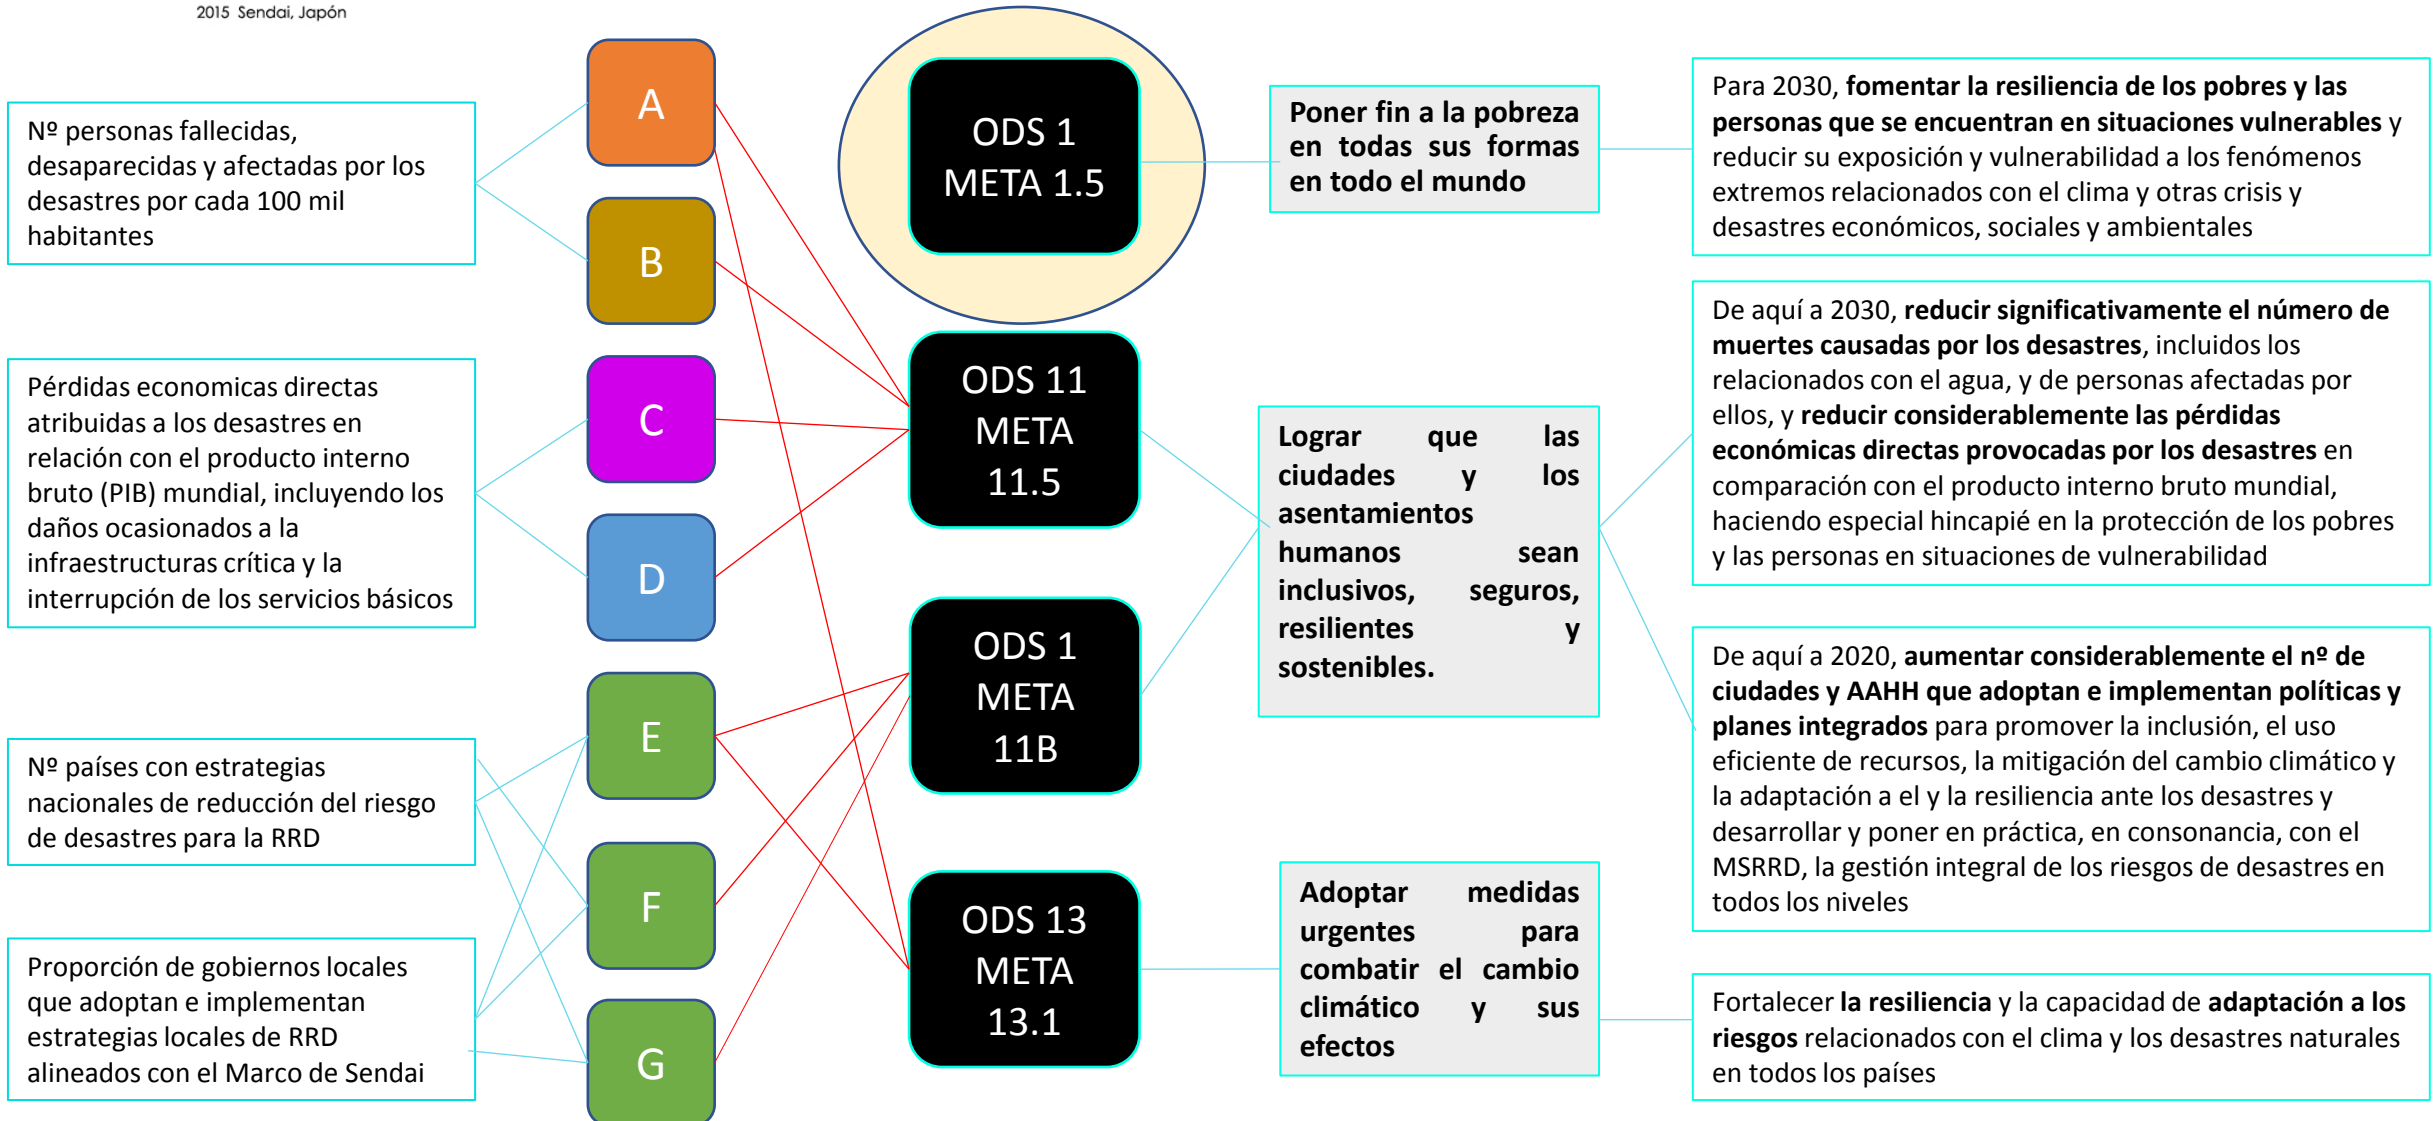 2015 Sendai, Japón
Nº personas fallecidas,
desaparecidas y afectadas por los
desastres por cada 100 mil
habitantes
Pérdidas economicas directas
atribuidas a los desastres en
relación con el producto interno
bruto (PIB) mundial, incluyendo los
daños ocasionados a la
infraestructuras crítica y la
interrupción de los servicios básicos
Nº países con estrategias
nacionales de reducción del riesgo
de desastres para la RRD
Proporción de gobiernos locales
que adoptan e implementan
estrategias locales de RRD
alineados con el Marco de Sendai
A
B
C
D
E
F
G
ODS 1
META 1.5
ODS 11
META
11.5
ODS 1
META
11B
ODS 13
META
13.1
Poner fin a la pobreza
en todas sus formas
en todo el mundo
Lograr que las
ciudades y los
asentamientos
humanos sean
inclusivos, seguros,
resilientes y
sostenibles.
Adoptar medidas
urgentes para
combatir el cambio
climático y sus
efectos
Para 2030, fomentar la resiliencia de los pobres y las
personas que se encuentran en situaciones vulnerables y
reducir su exposición y vulnerabilidad a los fenómenos
extremos relacionados con el clima y otras crisis y
desastres económicos, sociales y ambientales
De aquí a 2030, reducir significativamente el número de
muertes causadas por los desastres, incluidos los
relacionados con el agua, y de personas afectadas por
ellos, y reducir considerablemente las pérdidas
económicas directas provocadas por los desastres en
comparación con el producto interno bruto mundial,
haciendo especial hincapié en la protección de los pobres
y las personas en situaciones de vulnerabilidad
De aquí a 2020, aumentar considerablemente el nº de
ciudades y AAHH que adoptan e implementan políticas y
planes integrados para promover la inclusión, el uso
eficiente de recursos, la mitigación del cambio climático y
la adaptación a el y la resiliencia ante los desastres y
desarrollar y poner en práctica, en consonancia, con el
MSRRD, la gestión integral de los riesgos de desastres en
todos los niveles
Fortalecer la resiliencia y la capacidad de adaptación a los
riesgos relacionados con el clima y los desastres naturales
en todos los países